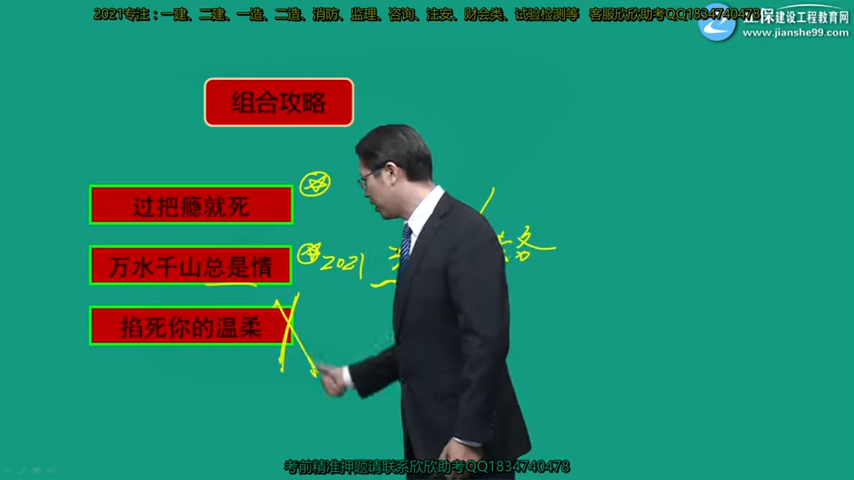 2021专注：一建、二建、一造、二造、消防、监理、咨询、注安、财会类、试验检测等 客服欣欣助考QQ1834740478
立保建设工程教育网
www.jianshe99.com
组合攻略
过把瘾就死
万水千山总是情
2021
掐死你的温柔
考前精准押题请联系欣欣助考QQ1834740478